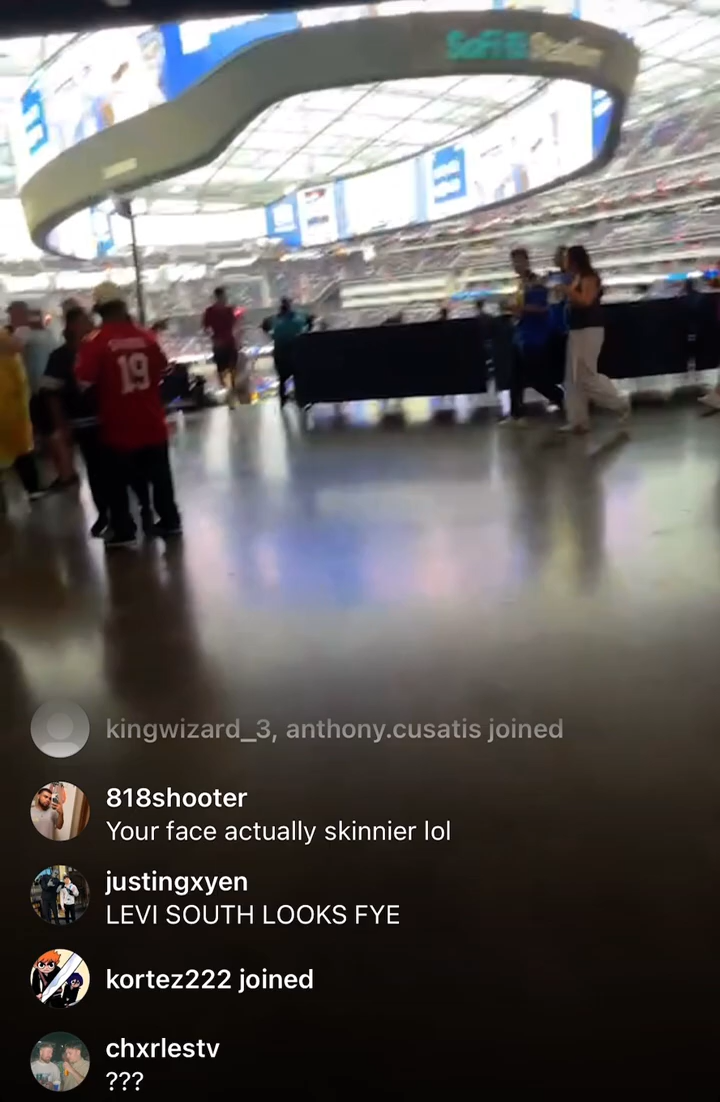 SoFi Stadium
19
kingwizard_3, anthony.cusatis joined
818shooter
Your face actually skinnier lol
justingxyen
LEVI SOUTH LOOKS FYE
kortez222 joined
chxrlestv
???